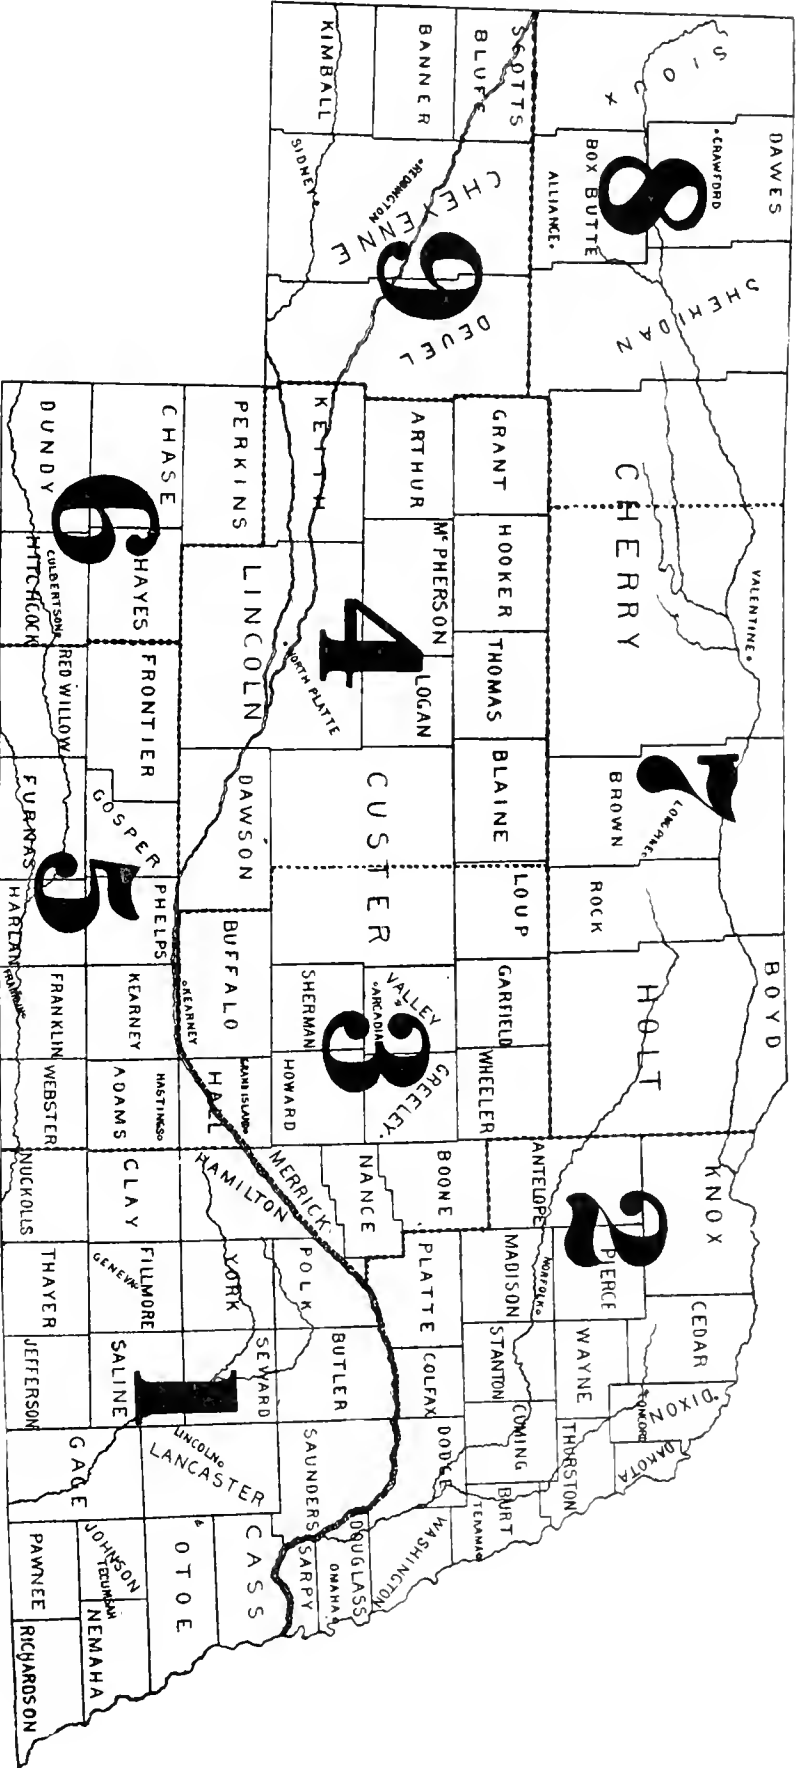 SIOUX
DAWES
CRAWFORD
8
BOX BUTTE
ALLIANCE
SHERIDAN
SCOTTS
BLUFF
BANNER
KIMBALL
CHEYENNE
REDINGTON
SIDNEY
9
DEUEL
CHERRY
VALENTINE
7
BROWN
LONG PINE
ROCK
BOYD
HOLT
GRANT
HOOKER
THOMAS
BLAINE
LOUP
GARFIELD
WHEELER
ARTHUR
McPHERSON
LOGAN
4
KEITH
LINCOLN
NORTH PLATTE
CUSTER
DAWSON
VALLEY
ARCADIA
GREELEY
3
SHERMAN
HOWARD
BUFFALO
KEARNEY
HALL
GRAND ISLAND
MERRICK
NANCE
BOONE
KNOX
ANTELOPE
2
PIERCE
CEDAR
DIXON
CONCORD
DAKOTA
MADISON
NORFOLK
WAYNE
STANTON
CUMING
THURSTON
BURT
TEKAMAH
PLATTE
COLFAX
DODGE
WASHINGTON
DOUGLASS
OMAHA
SARPY
PERKINS
CHASE
DUNDY
6
HAYES
HITCHCOCK
CULBERTSON
FRONTIER
RED WILLOW
GOSPER
FURNAS
5
PHELPS
HARLAN
KEARNEY
FRANKLIN
ADAMS
HASTINGS
WEBSTER
HAMILTON
CLAY
NUCKOLLS
POLK
YORK
FILLMORE
GENEVA
THAYER
BUTLER
SEWARD
SALINE
JEFFERSON
1
SAUNDERS
LINCOLN
LANCASTER
GAGE
CASS
OTOE
JOHNSON
TECUMSEH
NEMAHA
PAWNEE
RICHARDSON